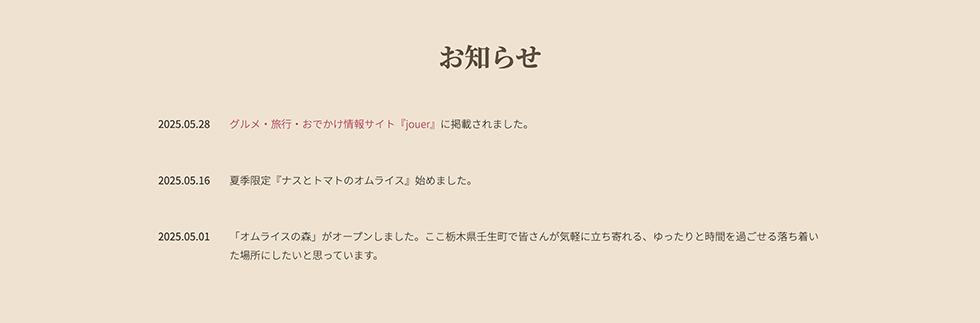 お知らせ
2025.05.28 グルメ・旅行・おでかけ情報サイト『jouer』に掲載されました。
2025.05.16 夏季限定『ナスとトマトのオムライス』始めました。
2025.05.01 「オムライスの森」がオープンしました。ここ栃木県壬生町で皆さんが気軽に立ち寄れる、ゆったりと時間を過ごせる落ち着い
た場所にしたいと思っています。